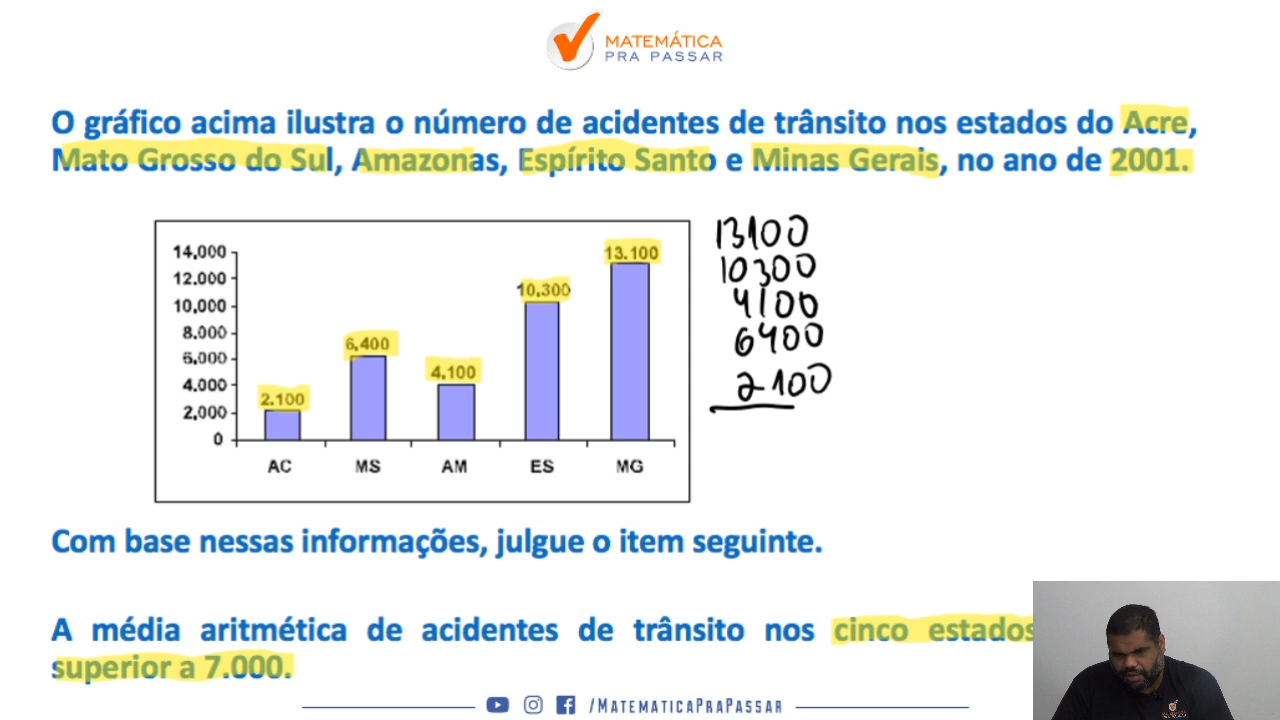 MATEMÁTICA
PRA PASSAR
O gráfico acima ilustra o número de acidentes de trânsito nos estados do Acre,
Mato Grosso do Sul, Amazonas, Espírito Santo e Minas Gerais, no ano de 2001.
14,000
12.000
10,000
8.000
6,000
4.000
2,000
0
2.100
6,400
4,100
10,300
13.100
AC MS AM ES MG
13100
10300
4100
6400
2100
Com base nessas informações, julgue o item seguinte.
A média aritmética de acidentes de trânsito nos cinco estados
superior a 7.000.
/MATEMATICAPRAPASSAR